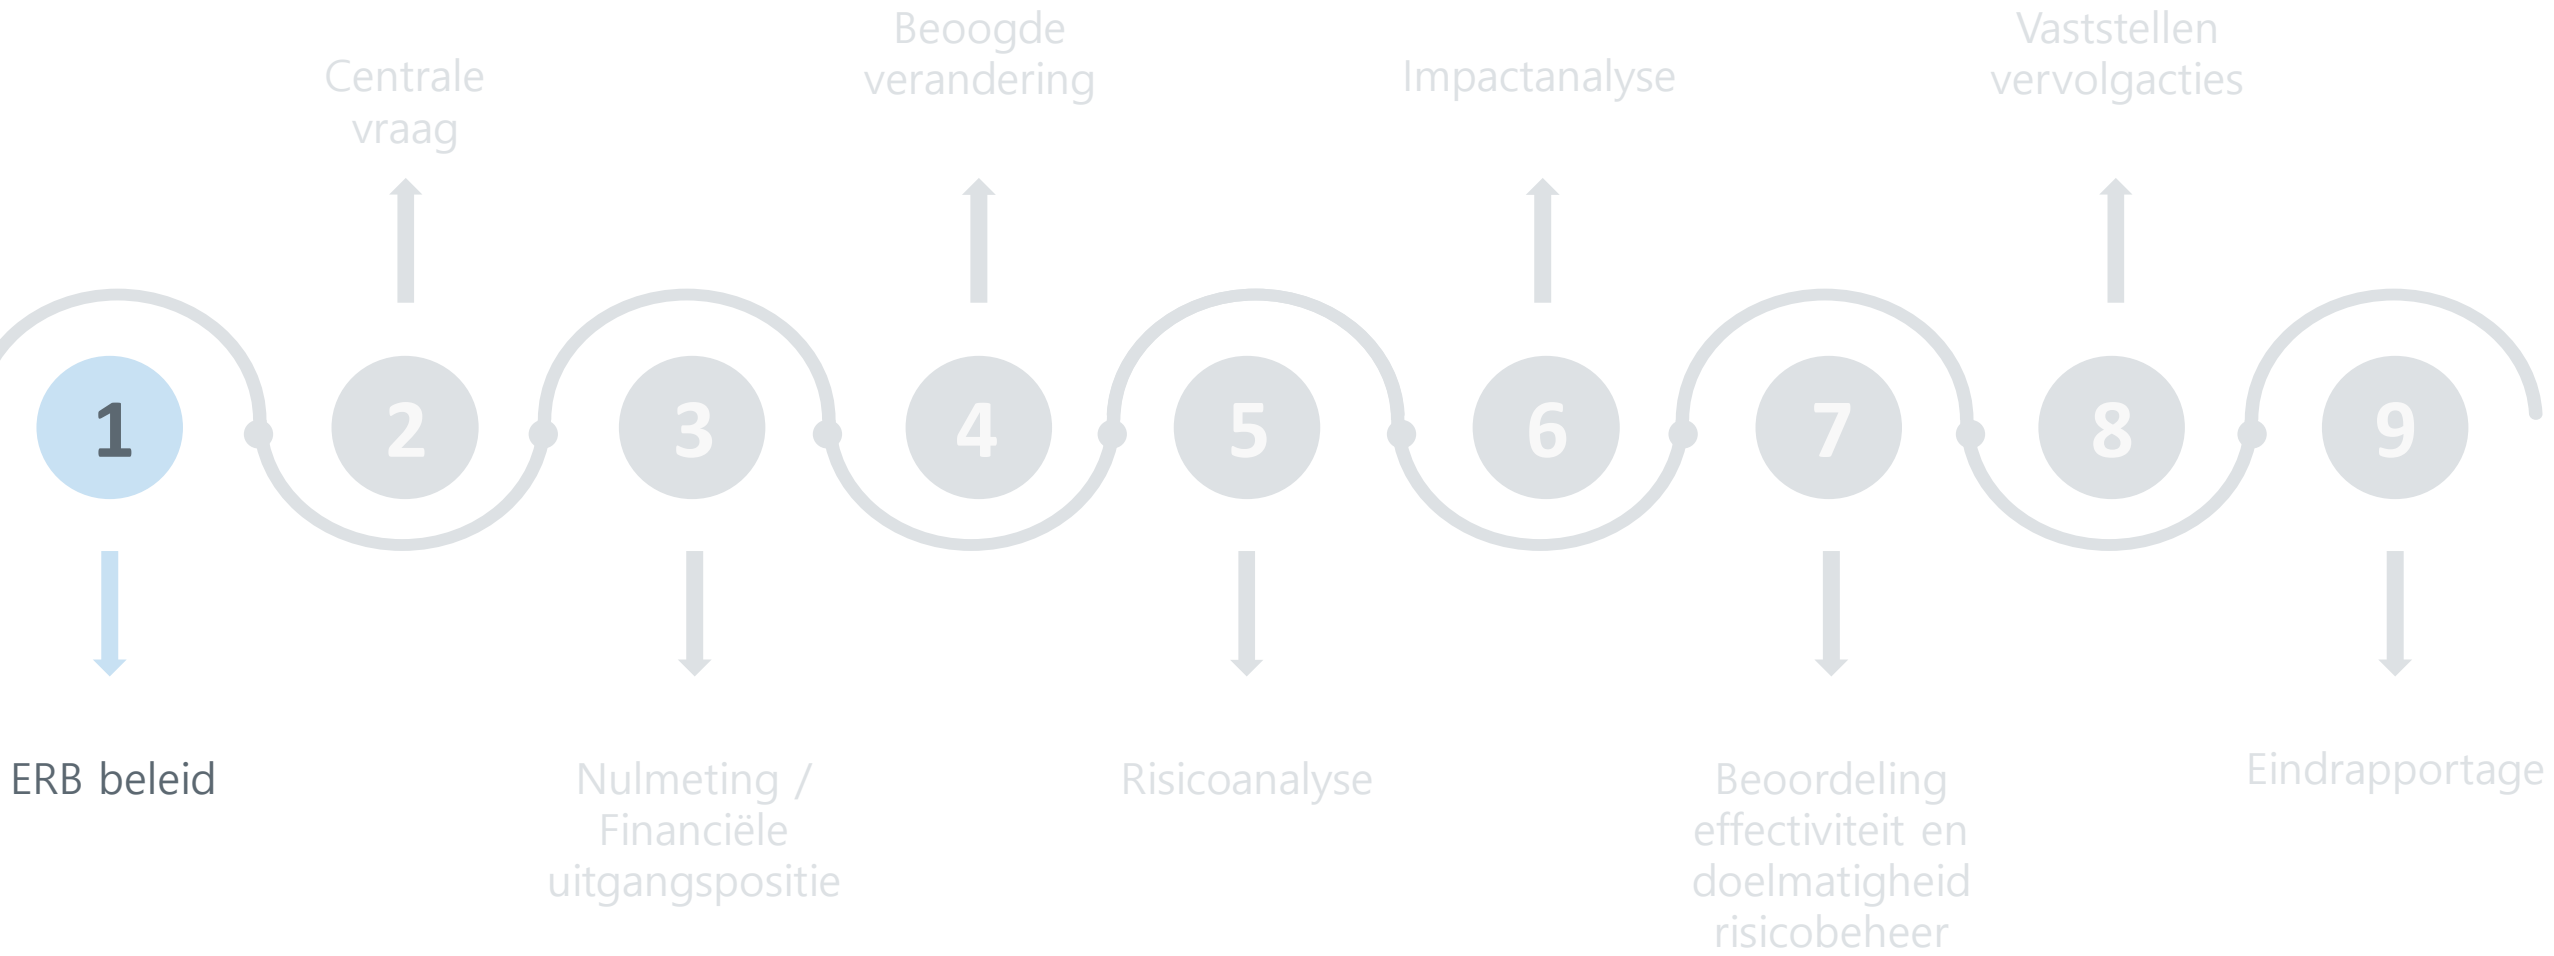 Beoogde
verandering
Vaststellen
vervolgacties
Centrale
vraag
Impactanalyse
1
2
3
4
5
6
7
8
9
ERB beleid
Nulmeting /
Financiële
uitgangspositie
Risicoanalyse
Beoordeling
effectiviteit en
doelmatigheid
risicobeheer
Eindrapportage